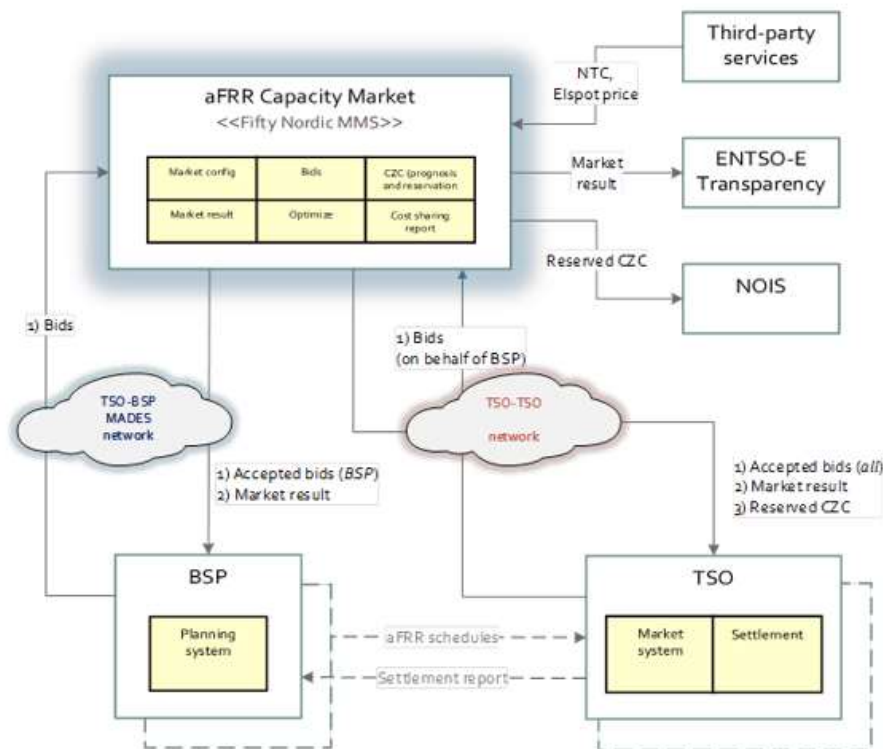 Third-party
services
NTC,
Elspot price
aFRR Capacity Market
<<Fifty Nordic MMS>>
Market config
Bids
CZC (prognosis
and reservation
Market result
Optimize
Cost sharing
report
Market
result
ENTSO-E
Transparency
Reserved CZC
NOIS
1) Bids
1) Bids
(on behalf of BSP)
TSO-BSP
MADES
network
TSO-TSO
network
1) Accepted bids (BSP)
2) Market result
1) Accepted bids (all)
2) Market result
3) Reserved CZC
BSP
Planning
system
aFRR schedules
Settlement report
TSO
Market
system
Settlement